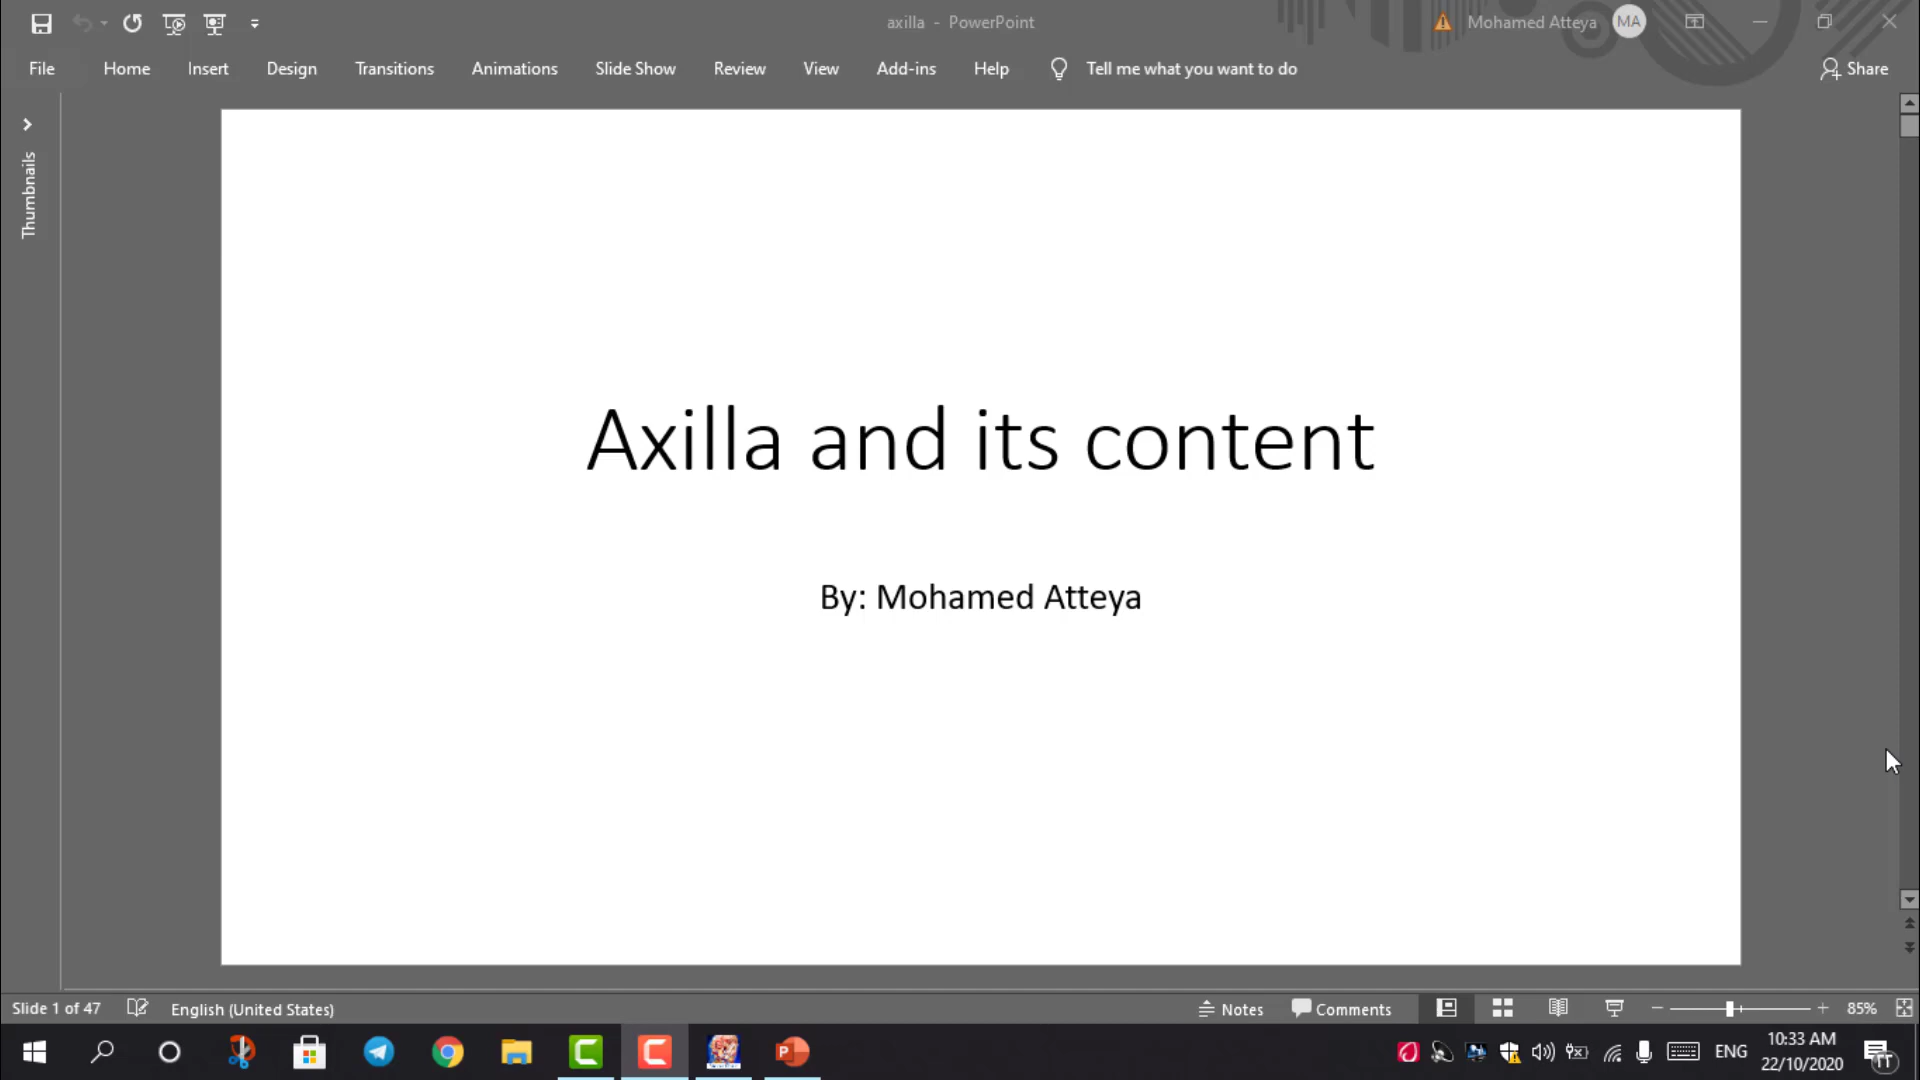 axilla - PowerPoint
Mohamed Atteya MA
File Home Insert Design Transitions Animations Slide Show Review View Add-ins Help Tell me what you want to do Share
Thumbnails
Axilla and its content
By: Mohamed Atteya
Slide 1 of 47 English (United States) Notes Comments 85%
ENG 10:33 AM
22/10/2020
٢٢